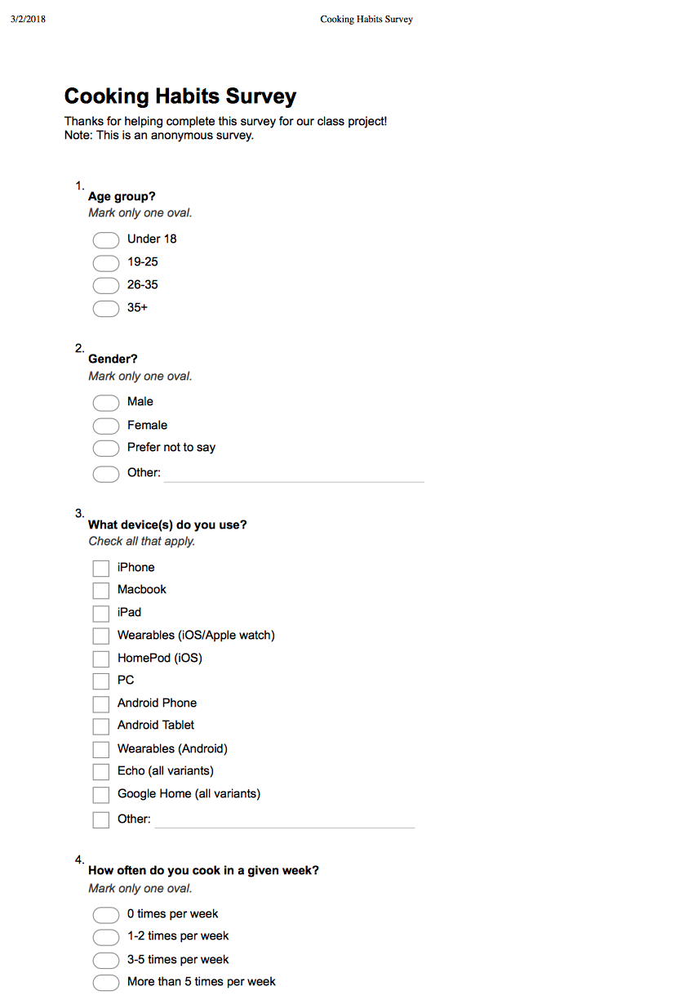 3/2/2018 Cooking Habits Survey
Cooking Habits Survey
Thanks for helping complete this survey for our class project!
Note: This is an anonymous survey.
1.
Age group?
Mark only one oval.
Under 18
19-25
26-35
35+
2.
Gender?
Mark only one oval.
Male
Female
Prefer not to say
Other:
3.
What device(s) do you use?
Check all that apply.
iPhone
Macbook
iPad
Wearables (iOS/Apple watch)
HomePod (iOS)
PC
Android Phone
Android Tablet
Wearables (Android)
Echo (all variants)
Google Home (all variants)
Other:
4.
How often do you cook in a given week?
Mark only one oval.
0 times per week
1-2 times per week
3-5 times per week
More than 5 times per week